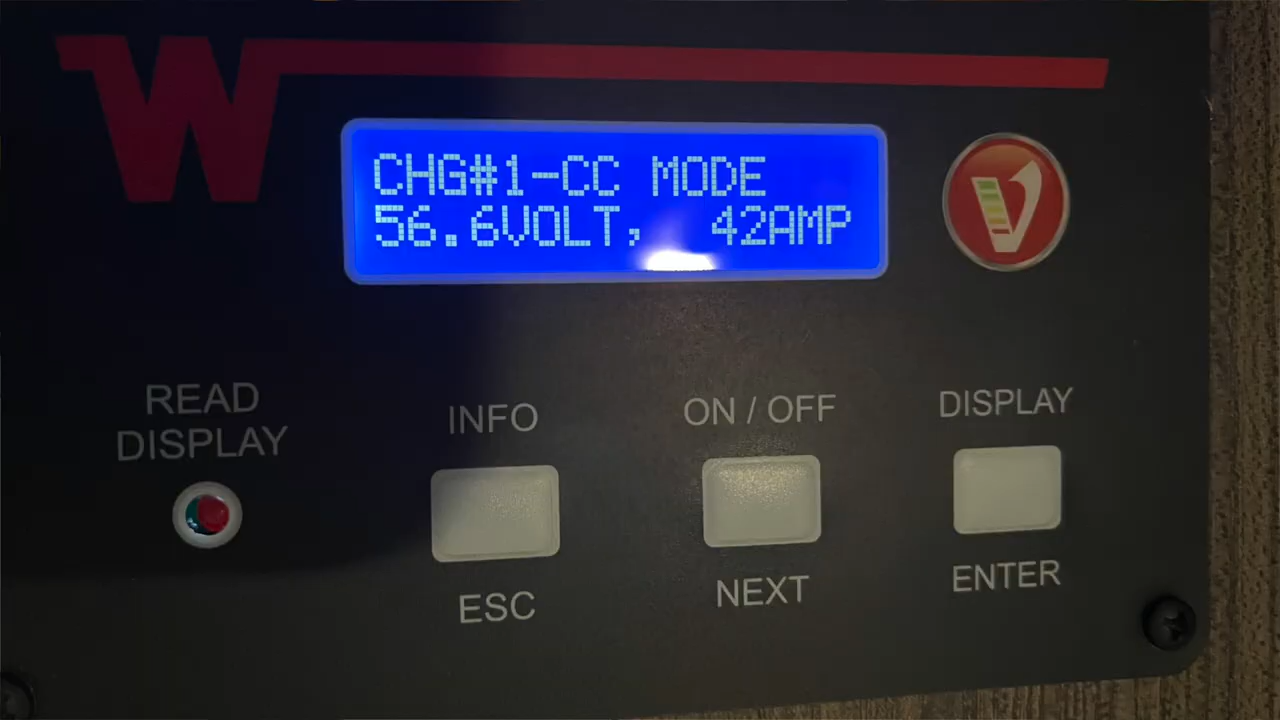 W
CHG#1-CC MODE
56.6VOLT, 42AMP
V
READ
DISPLAY
INFO
ON / OFF
DISPLAY
ESC
NEXT
ENTER